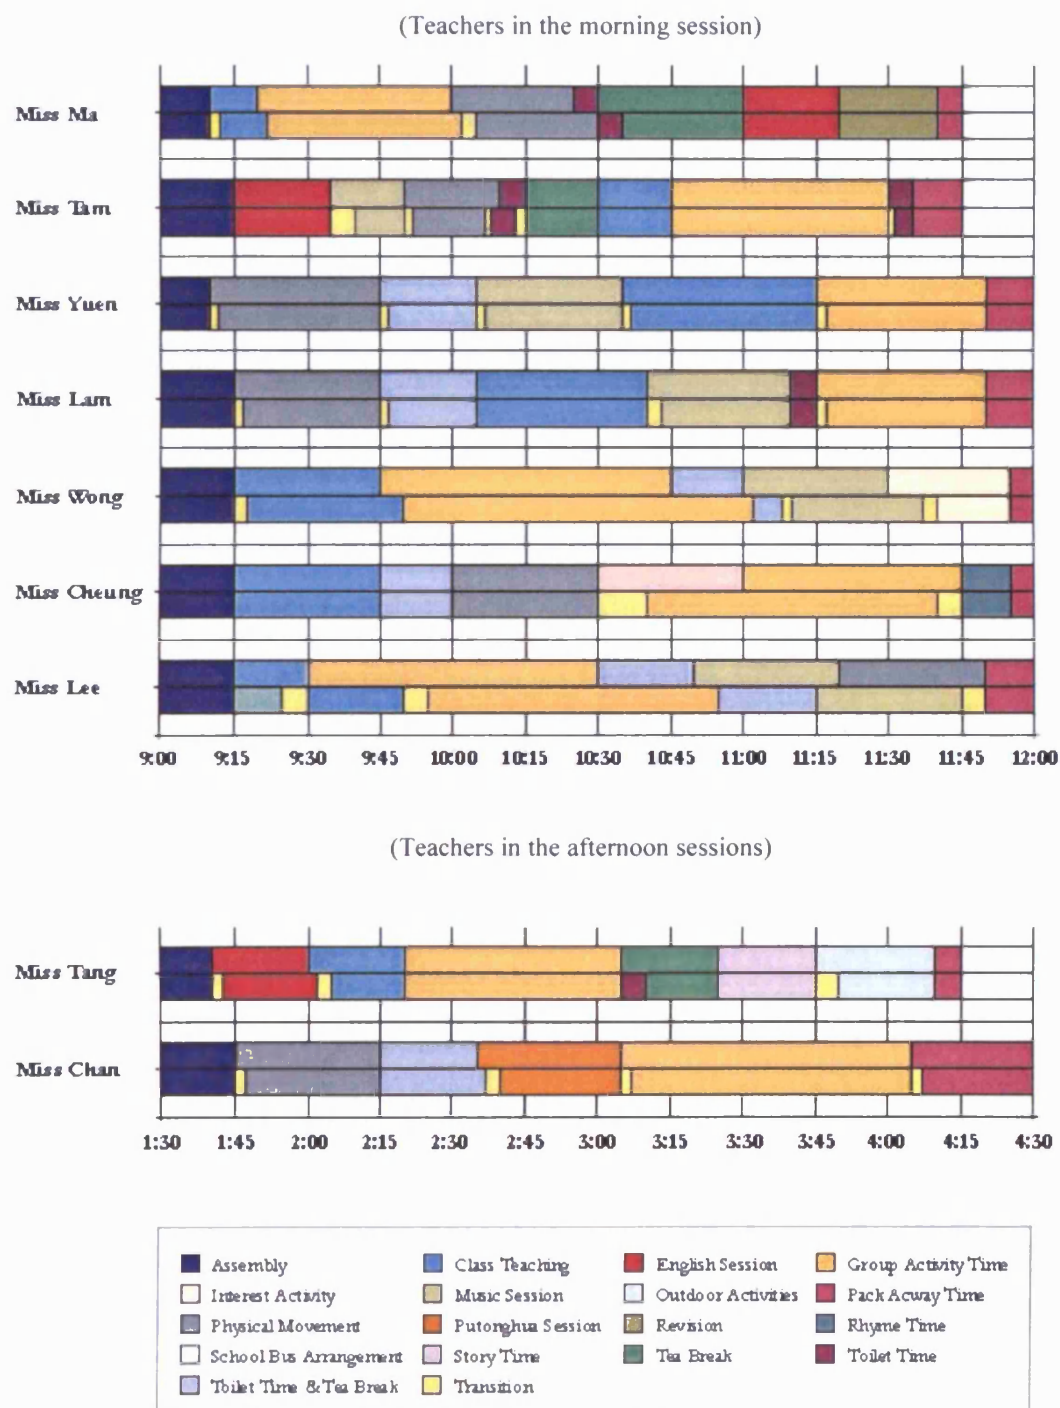 (Teachers in the morning session)
Miss Ma
Miss Tam
Miss Yuen
Miss Lam
Miss Wong
Miss Cheung
Miss Lee
9:00 9:15 9:30 9:45 10:00 10:15 10:30 10:45 11:00 11:15 11:30 11:45 12:00
(Teachers in the afternoon sessions)
Miss Tang
Miss Chan
1:30 1:45 2:00 2:15 2:30 2:45 3:00 3:15 3:30 3:45 4:00 4:15 4:30
Assembly Class Teaching English Session Group Activity Time
Interest Activity Music Session Outdoor Activities Pack Acway Time
Physical Movement Putonghua Session Revision Rhyme Time
School Bus Arrangement Story Time Tea Break Toilet Time
Toilet Time & Tea Break Transition